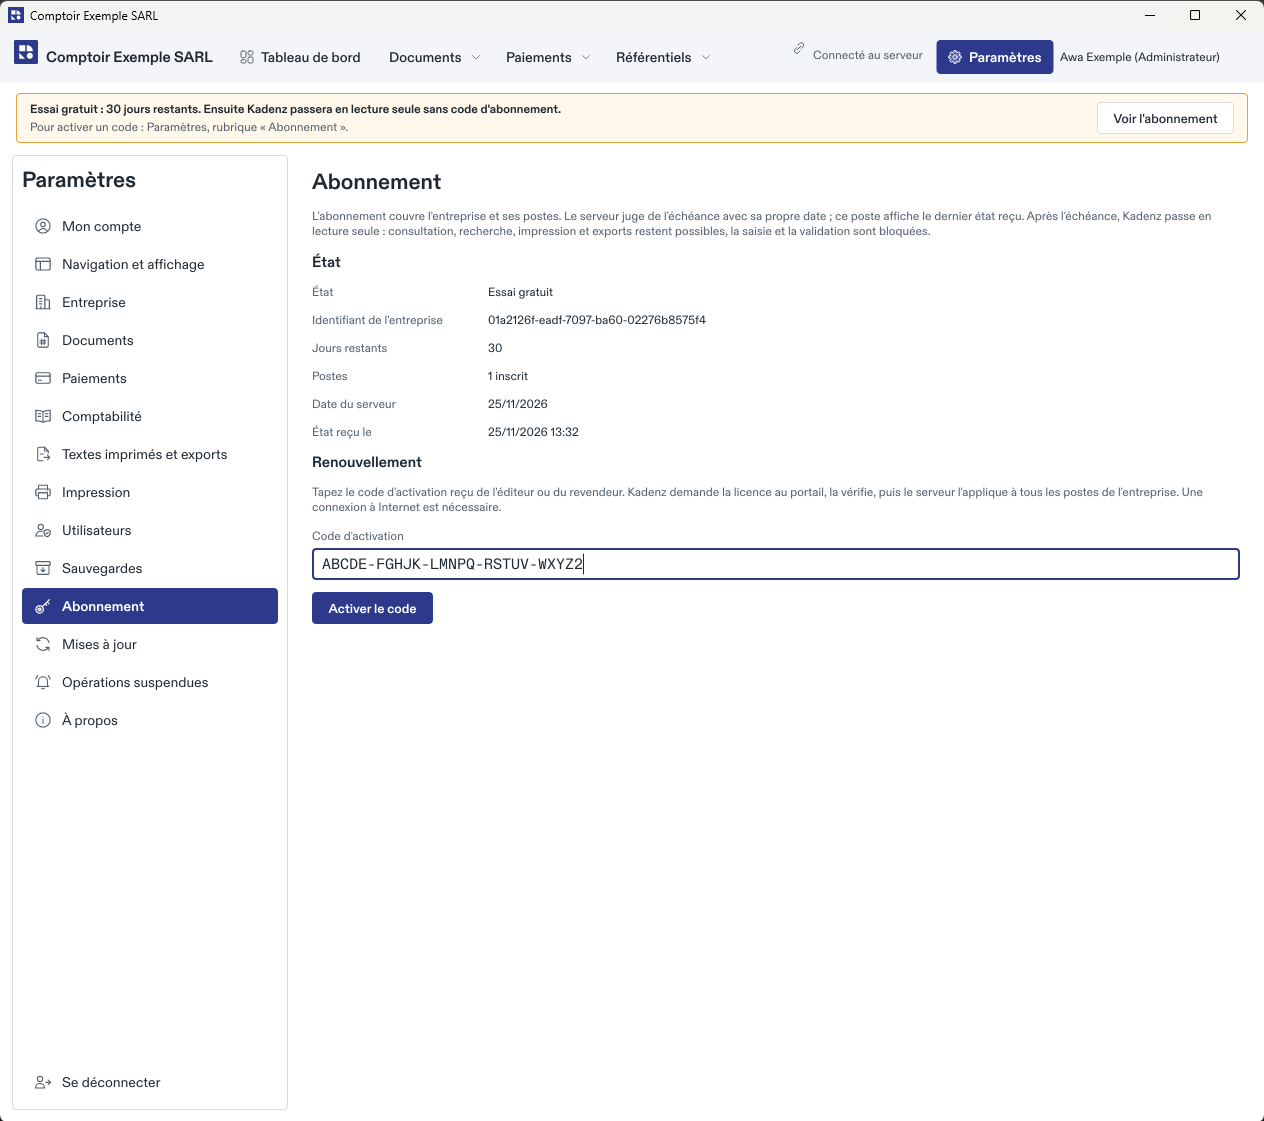 Comptoir Exemple SARL
Comptoir Exemple SARL
Tableau de bord
Documents
Paiements
Référentiels
Connecté au serveur
Paramètres
Awa Exemple (Administrateur)
Essai gratuit : 30 jours restants. Ensuite Kadenz passera en lecture seule sans code d'abonnement.
Pour activer un code : Paramètres, rubrique « Abonnement ».
Voir l'abonnement
Paramètres
Mon compte
Navigation et affichage
Entreprise
Documents
Paiements
Comptabilité
Textes imprimés et exports
Impression
Utilisateurs
Sauvegardes
Abonnement
Mises à jour
Opérations suspendues
À propos
Se déconnecter
Abonnement
L'abonnement couvre l'entreprise et ses postes. Le serveur juge de l'échéance avec sa propre date ; ce poste affiche le dernier état reçu. Après l'échéance, Kadenz passe en
lecture seule : consultation, recherche, impression et exports restent possibles, la saisie et la validation sont bloquées.
État
État Essai gratuit
Identifiant de l'entreprise 01a2126f-eadf-7097-ba60-02276b8575f4
Jours restants 30
Postes 1 inscrit
Date du serveur 25/11/2026
État reçu le 25/11/2026 13:32
Renouvellement
Tapez le code d'activation reçu de l'éditeur ou du revendeur. Kadenz demande la licence au portail, la vérifie, puis le serveur l'applique à tous les postes de l'entreprise. Une
connexion à Internet est nécessaire.
Code d'activation
ABCDE-FGHJK-LMNPQ-RSTUV-WXYZ2
Activer le code